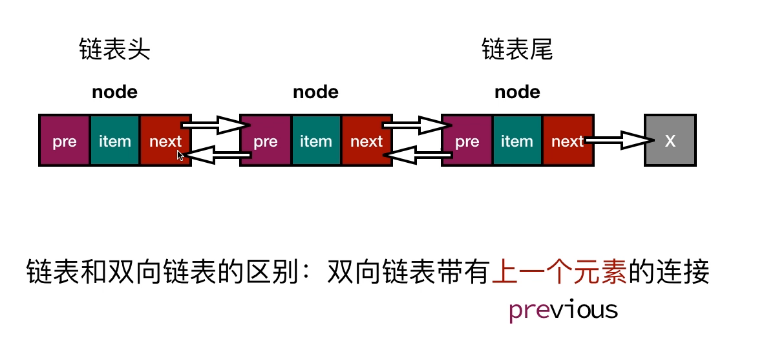 链表头 链表尾
node node node
pre item next pre item next pre item next X
链表和双向链表的区别：双向链表带有上一个元素的连接
previous